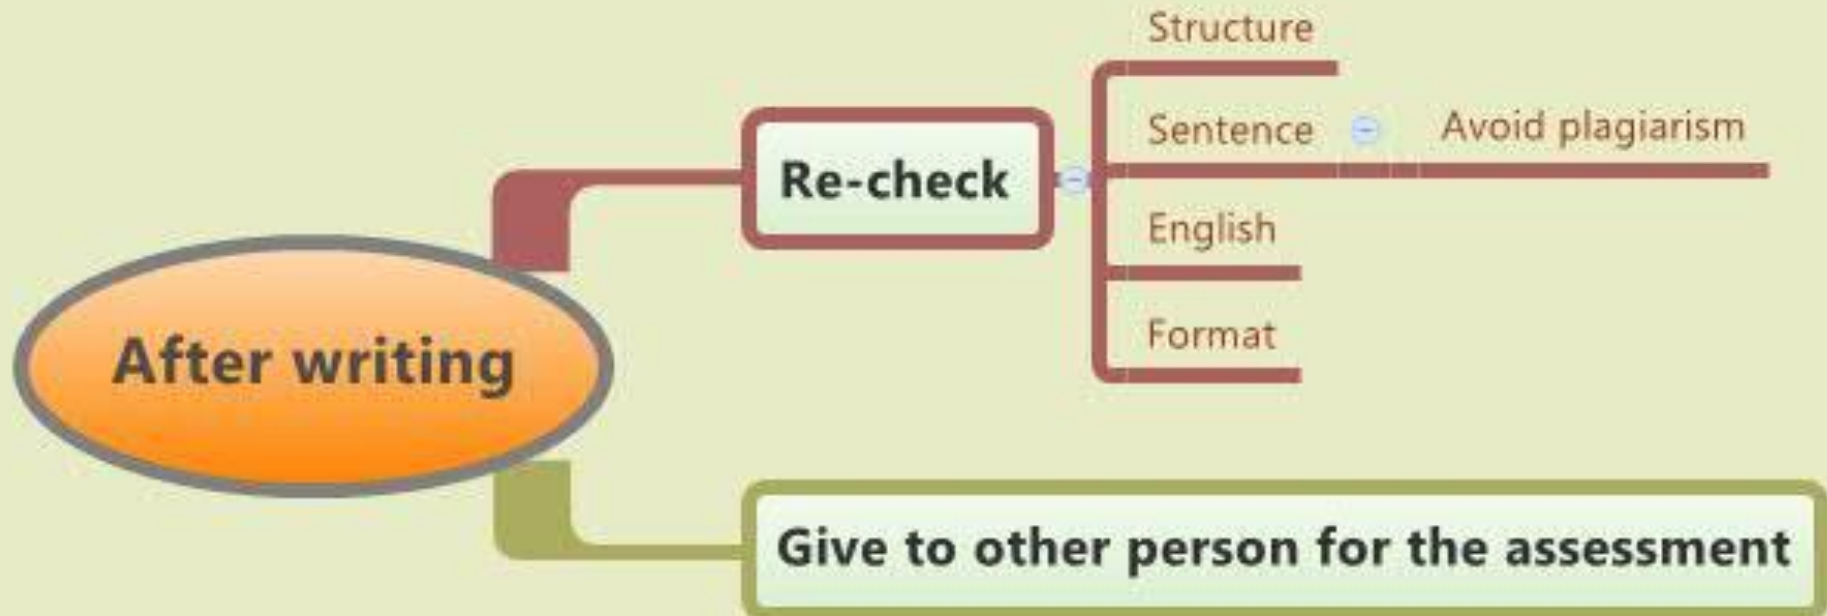 Structure
Sentence
Avoid plagiarism
Re-check
English
Format
After writing
Give to other person for the assessment